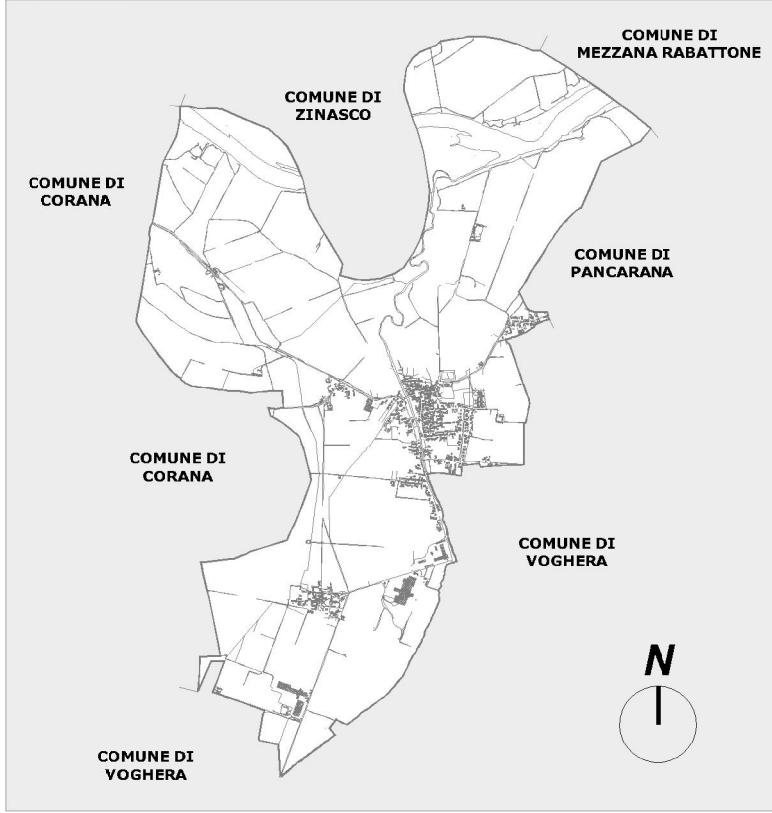 COMUNE DI
MEZZANA RABATTONE
COMUNE DI
ZINASCO
COMUNE DI
CORANA
COMUNE DI
PANCARANA
COMUNE DI
CORANA
COMUNE DI
VOGHERA
N
COMUNE DI
VOGHERA